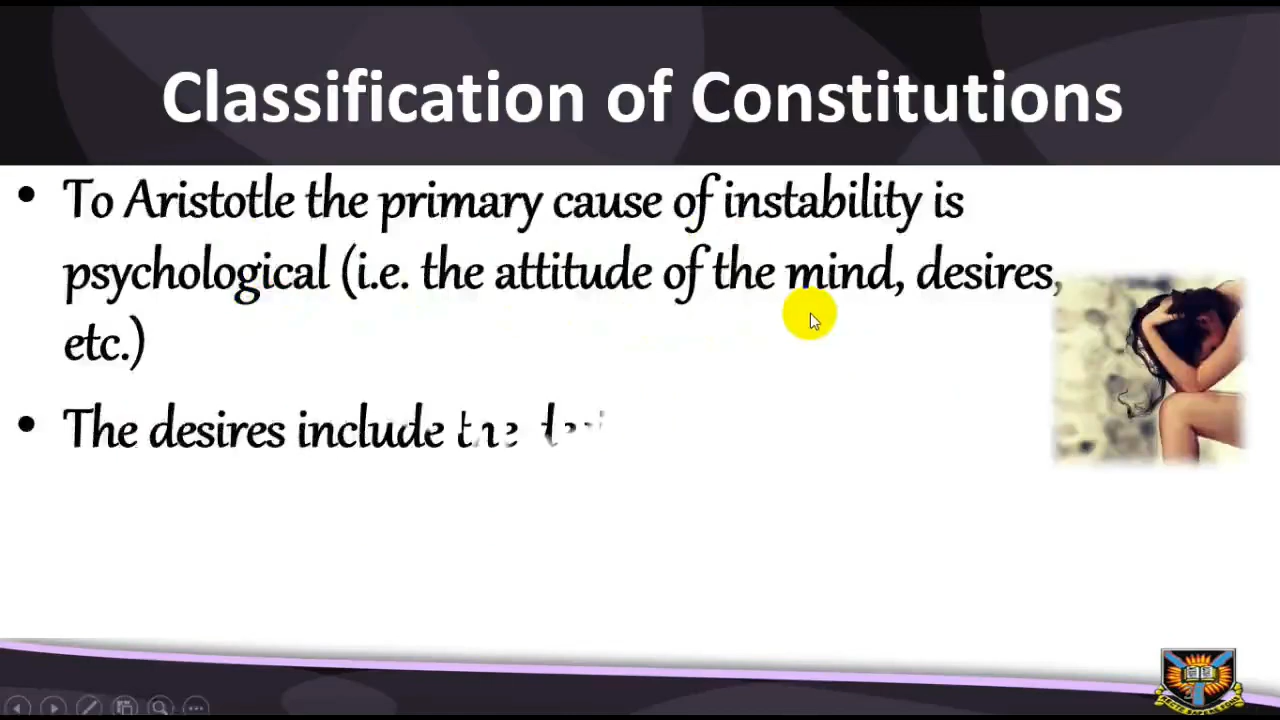 Classification of Constitutions
• To Aristotle the primary cause of instability is
psychological (i.e. the attitude of the mind, desires,
etc.)
• The desires include the